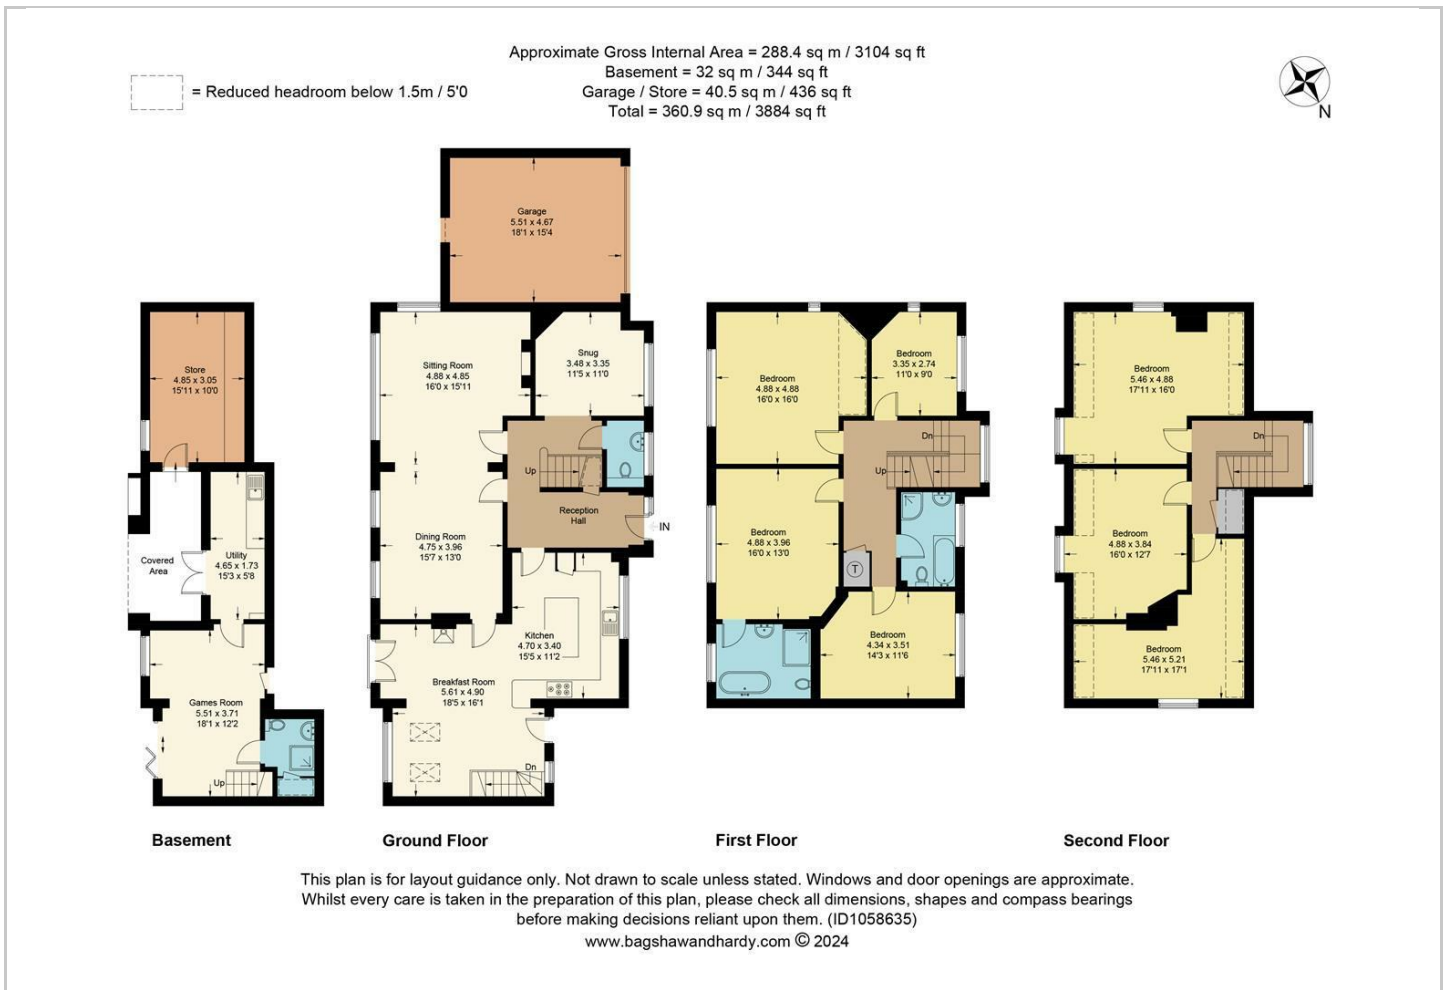 Approximate Gross Internal Area = 288.4 sq m / 3104 sq ft
Basement = 32 sq m / 344 sq ft
Garage / Store = 40.5 sq m / 436 sq ft
Total = 360.9 sq m / 3884 sq ft
= Reduced headroom below 1.5m / 5'0
N
Store
4.85 x 3.05
15'11 x 10'0
Covered
Area
Utility
4.65 x 1.73
15'3 x 5'8
Games Room
5.51 x 3.71
18'1 x 12'2
Up
Basement
Garage
5.51 x 4.67
18'1 x 15'4
Sitting Room
4.88 x 4.85
16'0 x 15'11
Snug
3.48 x 3.35
11'5 x 11'0
Up
Reception
Hall
IN
Dining Room
4.75 x 3.96
15'7 x 13'0
Kitchen
4.70 x 3.40
15'5 x 11'2
Breakfast Room
5.61 x 4.90
18'5 x 16'1
Dn
Ground Floor
Bedroom
4.88 x 4.88
16'0 x 16'0
Bedroom
3.35 x 2.74
11'0 x 9'0
Dn
Up
Bedroom
4.88 x 3.96
16'0 x 13'0
T
Bedroom
4.34 x 3.51
14'3 x 11'6
First Floor
Bedroom
5.46 x 4.88
17'11 x 16'0
Dn
Bedroom
4.88 x 3.84
16'0 x 12'7
Bedroom
5.46 x 5.21
17'11 x 17'1
Second Floor
This plan is for layout guidance only. Not drawn to scale unless stated. Windows and door openings are approximate.
Whilst every care is taken in the preparation of this plan, please check all dimensions, shapes and compass bearings
before making decisions reliant upon them. (ID1058635)
www.bagshawandhardy.com © 2024